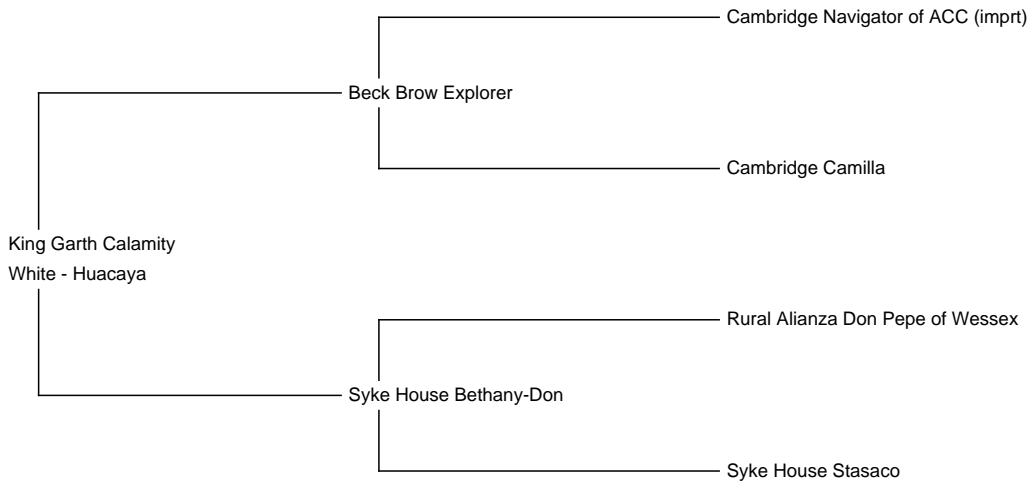 Cambridge Navigator of ACC (imprt)
Beck Brow Explorer
Cambridge Camilla
King Garth Calamity
White - Huacaya
Rural Alianza Don Pepe of Wessex
Syke House Bethany-Don
Syke House Stasaco